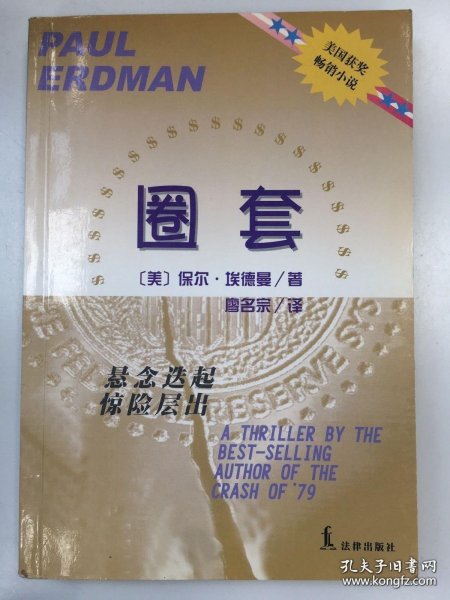 PAUL
ERDMAN
美国获奖
畅销小说
圈套
〔美〕保尔·埃德曼/著
廖名宗/译
悬念迭起
惊险层出
A THRILLER BY THE
BEST-SELLING
AUTHOR OF THE
CRASH OF '79
法律出版社
孔夫子旧书网
www.kongfz.com